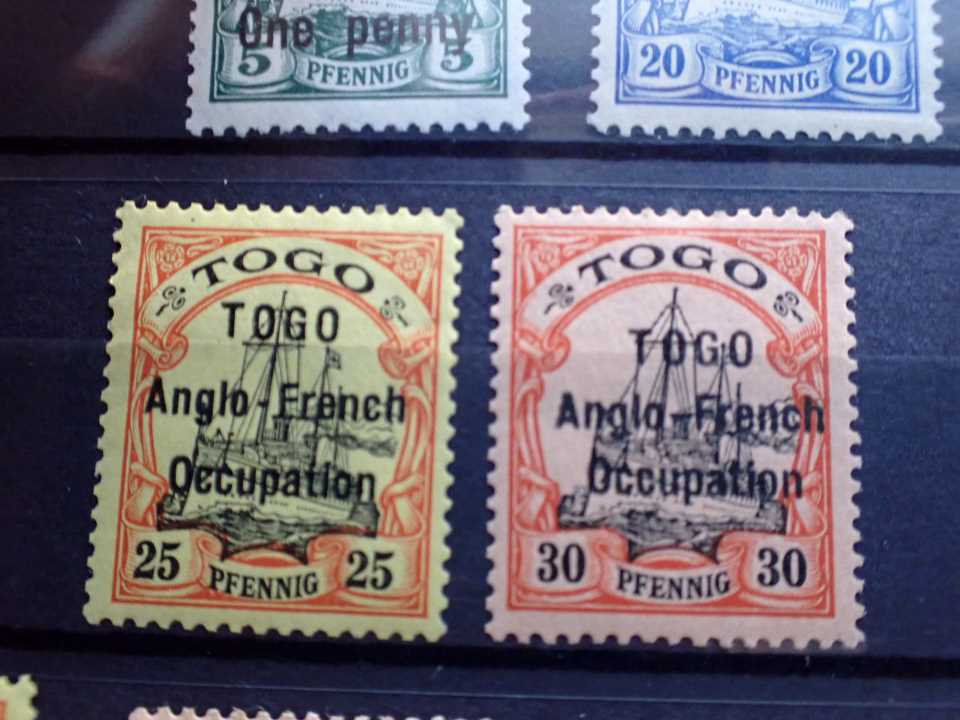 One penny
5 PFENNIG 5
20 PFENNIG 20
TOGO
TOGO
Anglo-French
Occupation
25 PFENNIG 25
TOGO
TOGO
Anglo-French
Occupation
30 PFENNIG 30